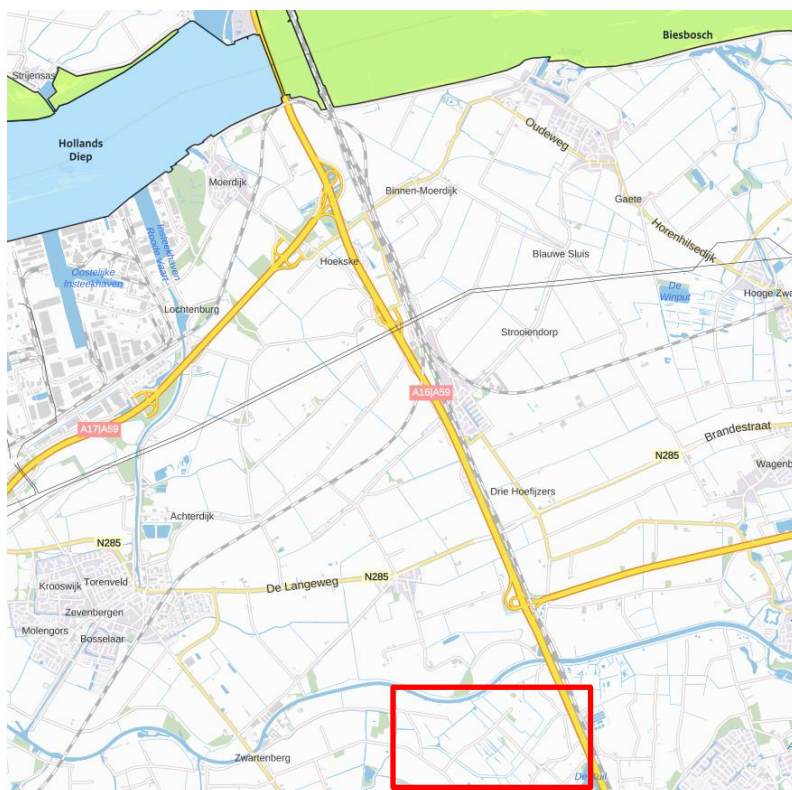 Biesbosch
Strijensas
Hollands
Diep
Oudeweg
Moerdijk
Binnen-Moerdijk
Gaete
Horenhilsedijk
Insteekhaven
Roode Vaart
Blauwe Sluis
Hoekske
Oostelijke
Insteekhaven
De
Winput
Hooge Zwa
Lochtenburg
Strooiendorp
A16|A59
A17|A59
Brandestraat
N285
Wagenb
Drie Hoefijzers
Achterdijk
N285
De Langeweg
N285
Krooswijk
Torenveld
Zevenbergen
Molengors
Bosselaar
Zwartenberg